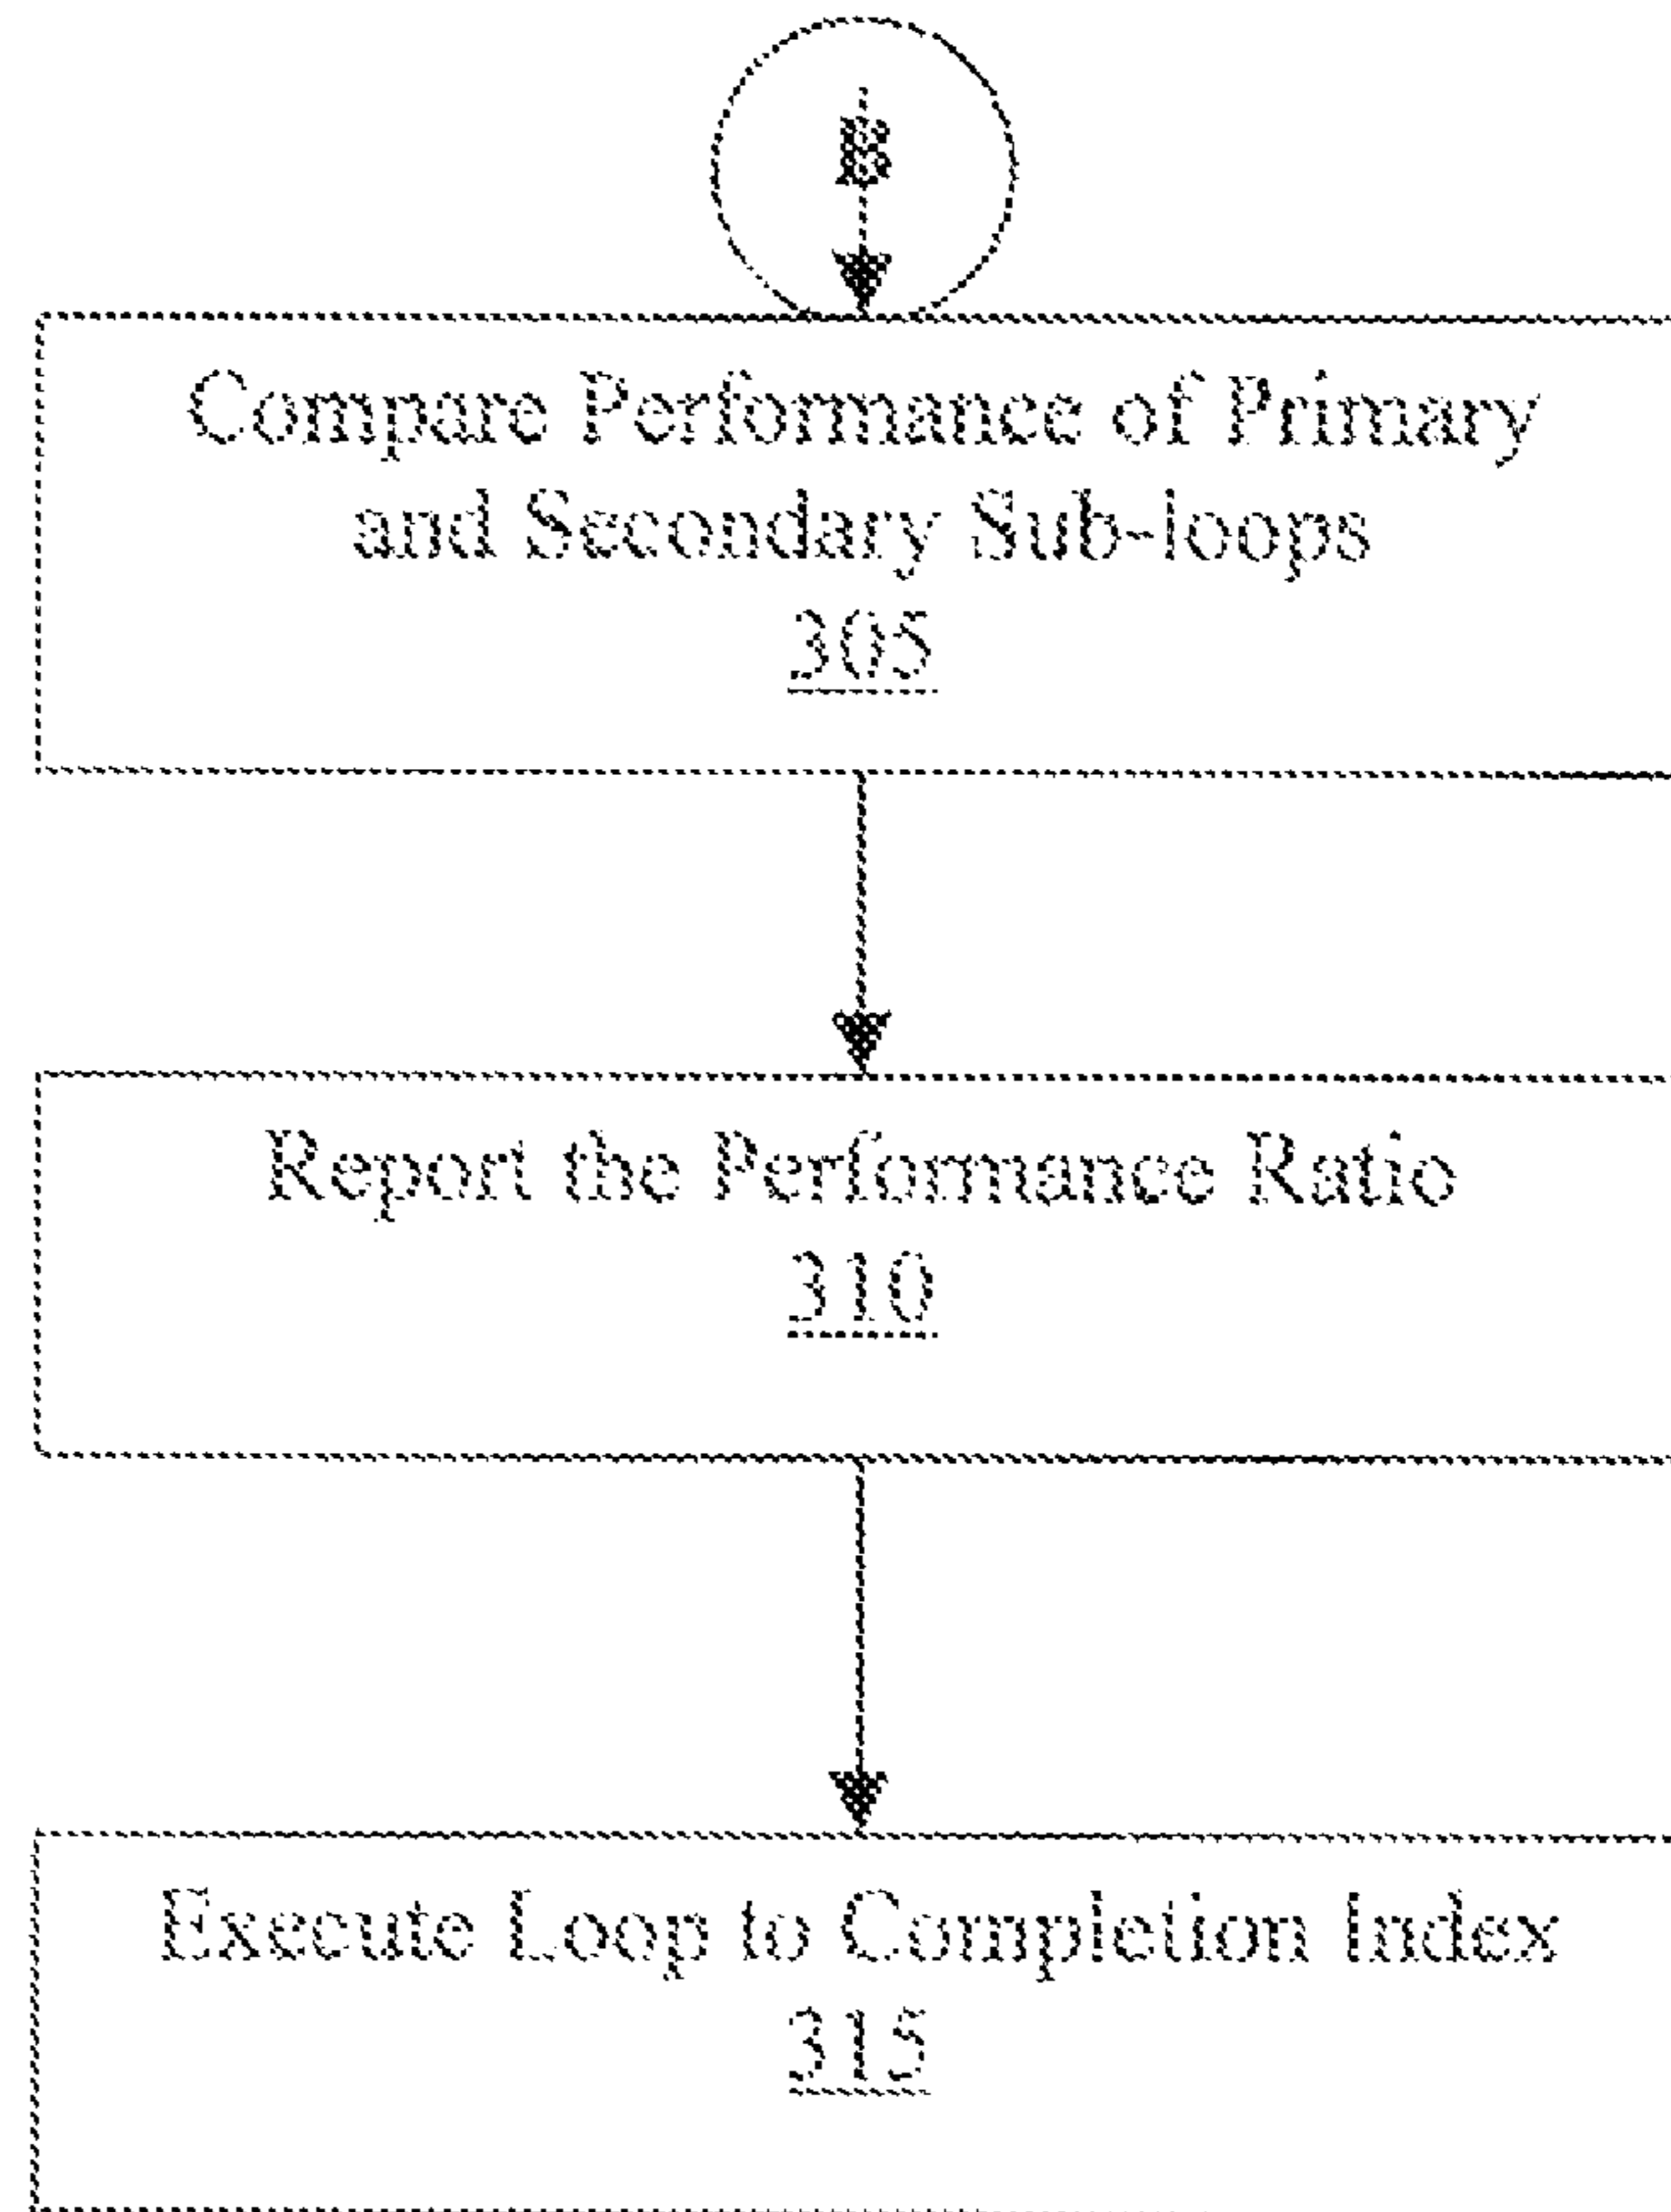 B
Compare Performance of Primary
and Secondary Sub-loops
305
Report the Performance Ratio
310
Execute Loop to Completion Index
315